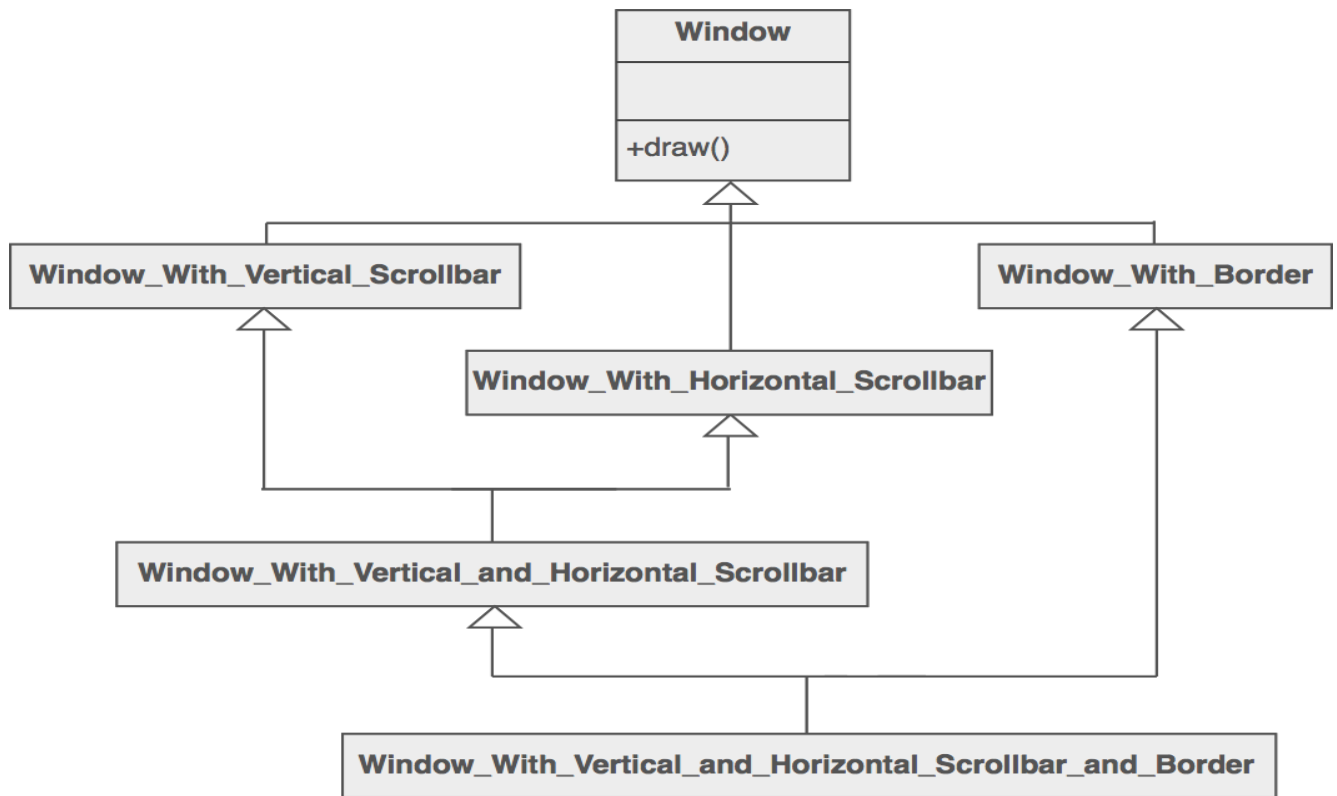 Window
+draw()
Window_With_Vertical_Scrollbar
Window_With_Border
Window_With_Horizontal_Scrollbar
Window_With_Vertical_and_Horizontal_Scrollbar
Window_With_Vertical_and_Horizontal_Scrollbar_and_Border